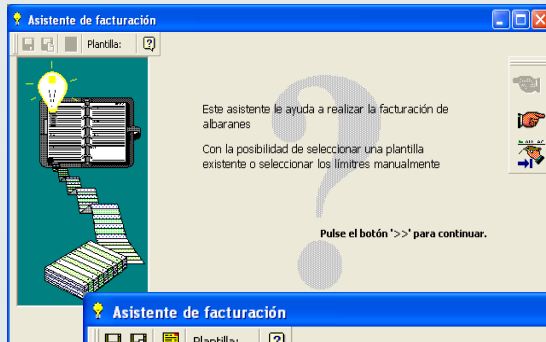 Asistente de facturación
Plantilla:
Este asistente le ayuda a realizar la facturación de
albaranes
Con la posibilidad de seleccionar una plantilla
existente o seleccionar los límitres manualmente
Pulse el botón '>>' para continuar.
Asistente de facturación
Plantilla: